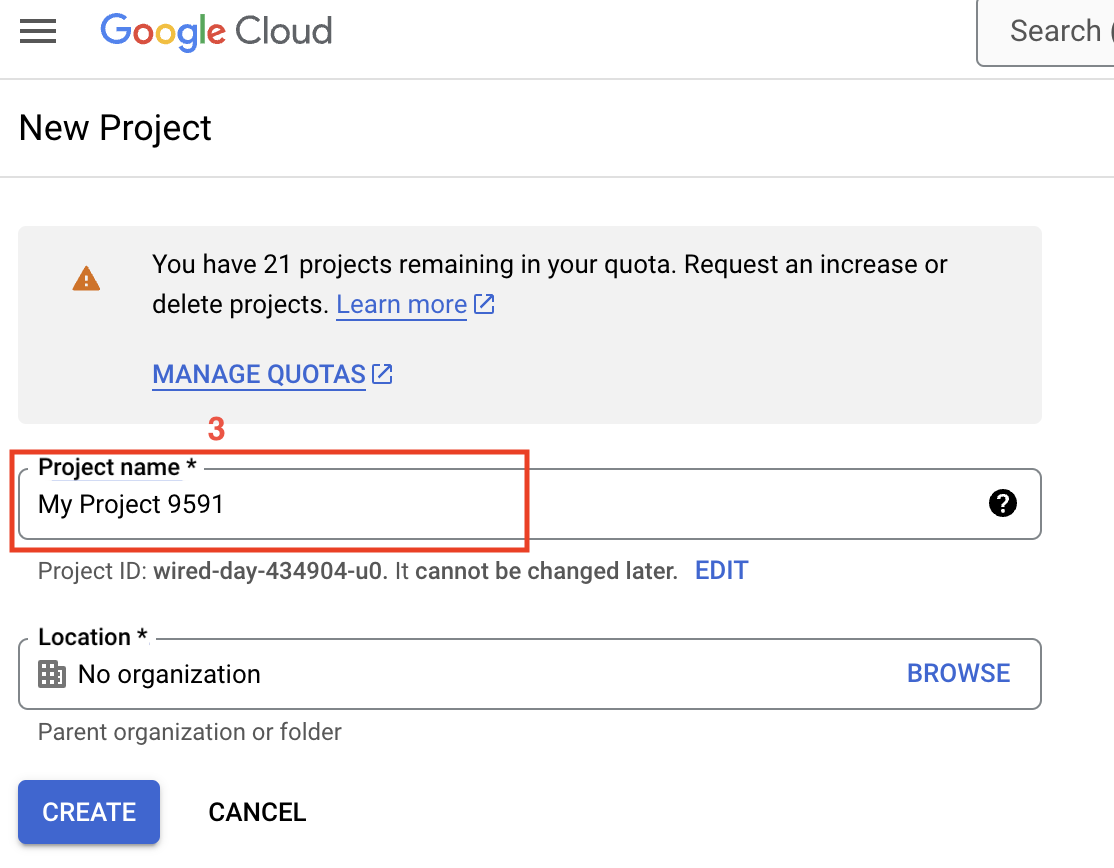 Google Cloud
Search (
New Project
You have 21 projects remaining in your quota. Request an increase or
delete projects. Learn more
MANAGE QUOTAS
3
Project name *
My Project 9591
Project ID: wired-day-434904-u0. It cannot be changed later. EDIT
Location *
No organization
BROWSE
Parent organization or folder
CREATE
CANCEL